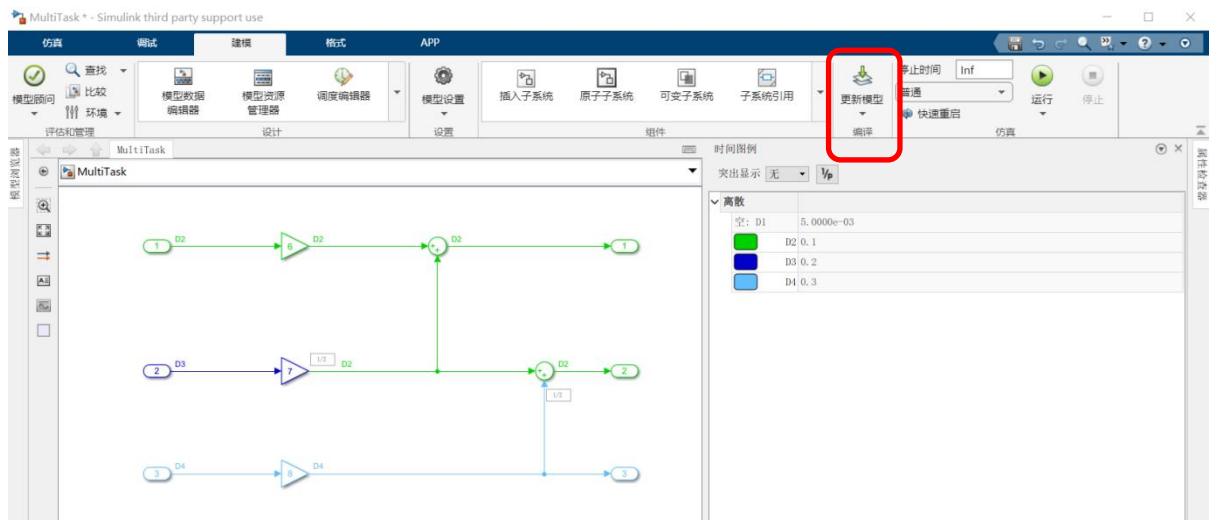 MultiTask * - Simulink third party support use
仿真 调试 建模 格式 APP
模型顾问
查找
比较
环境
评估和管理
模型数据
编辑器
模型资源
管理器
调度编辑器
设计
模型设置
设置
插入子系统
原子子系统
可变子系统
子系统引用
组件
更新模型
编译
停止时间 Inf
普通
快速重启
运行
停止
仿真
模型浏览器
MultiTask
MultiTask
1 D2 6 D2 D2 1
2 D3 7 1/2 D2 D2 2
1/2
3 D4 8 D4 3
时间图例
突出显示 无 1/p
离散
空: D1 5.0000e-03
D2 0.1
D3 0.2
D4 0.3
属性检查器